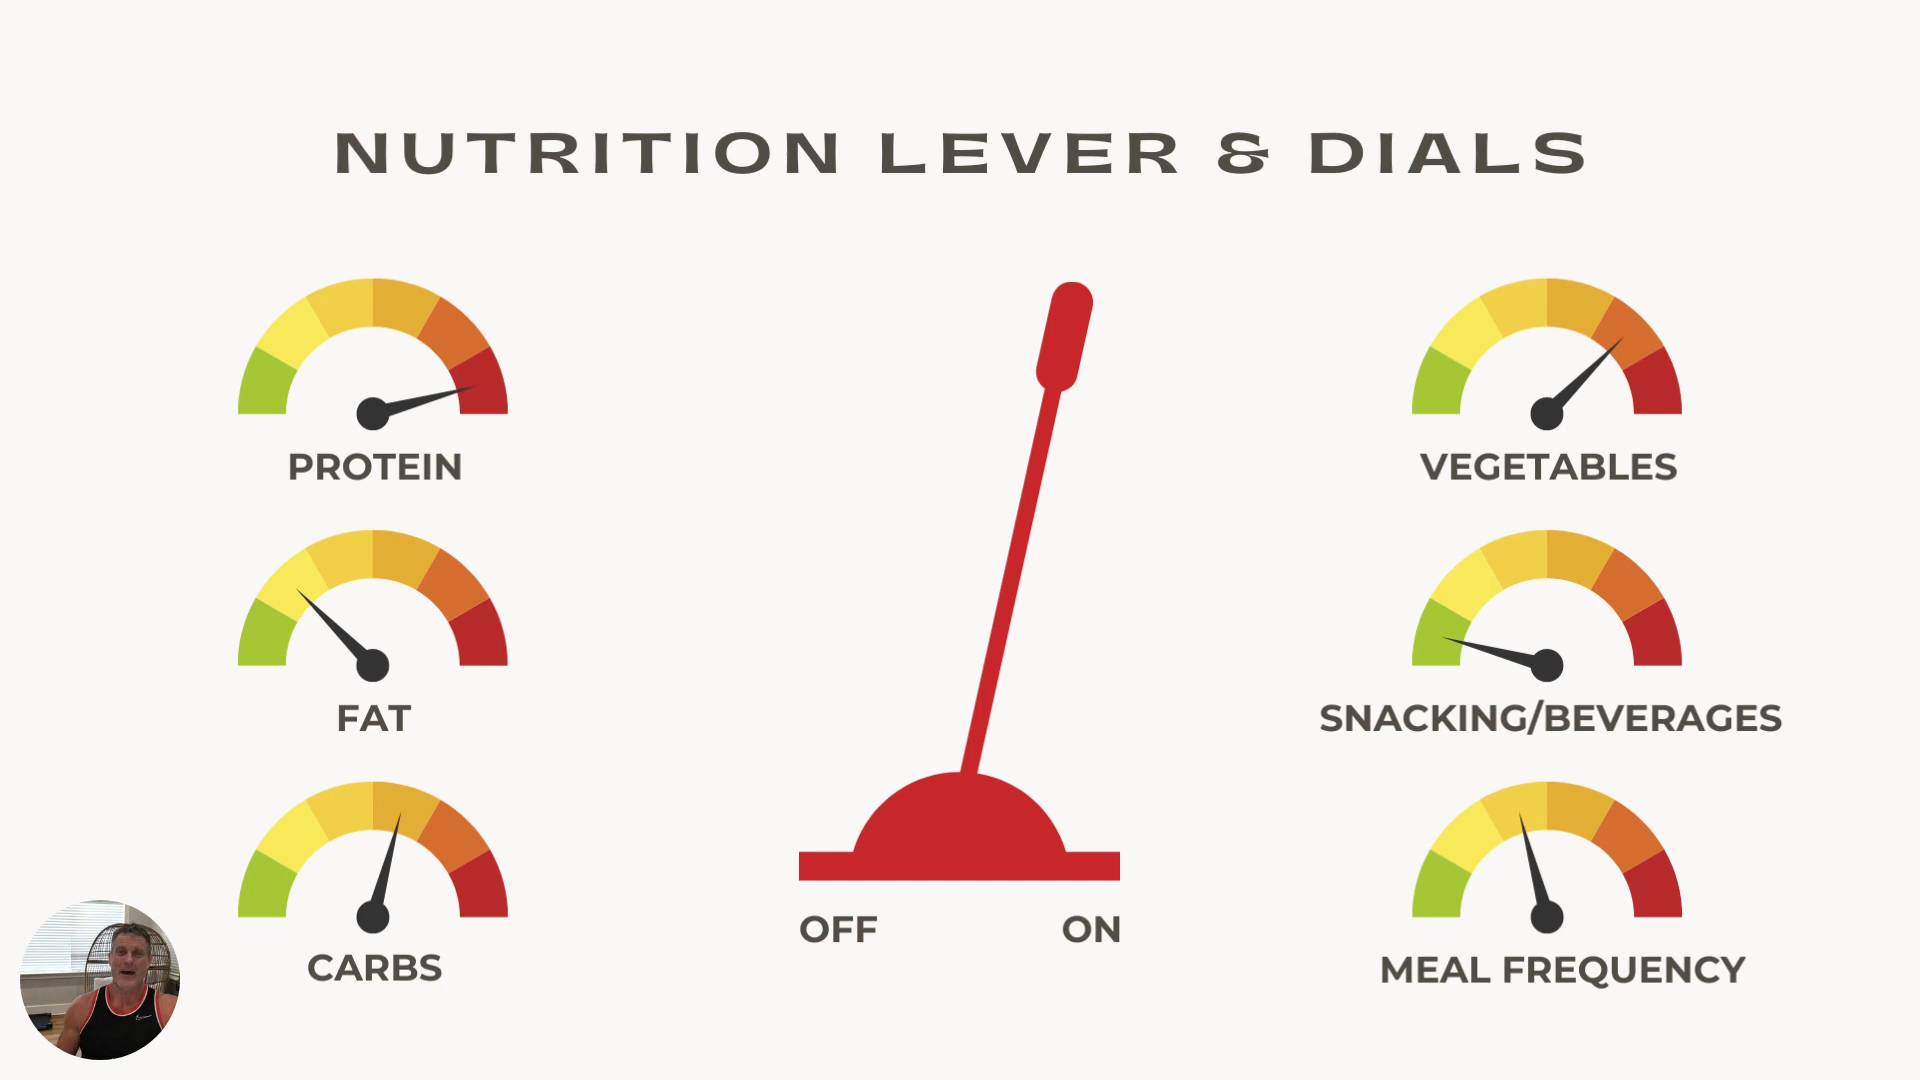 NUTRITION LEVER & DIALS
PROTEIN
FAT
CARBS
OFF ON
VEGETABLES
SNACKING/BEVERAGES
MEAL FREQUENCY